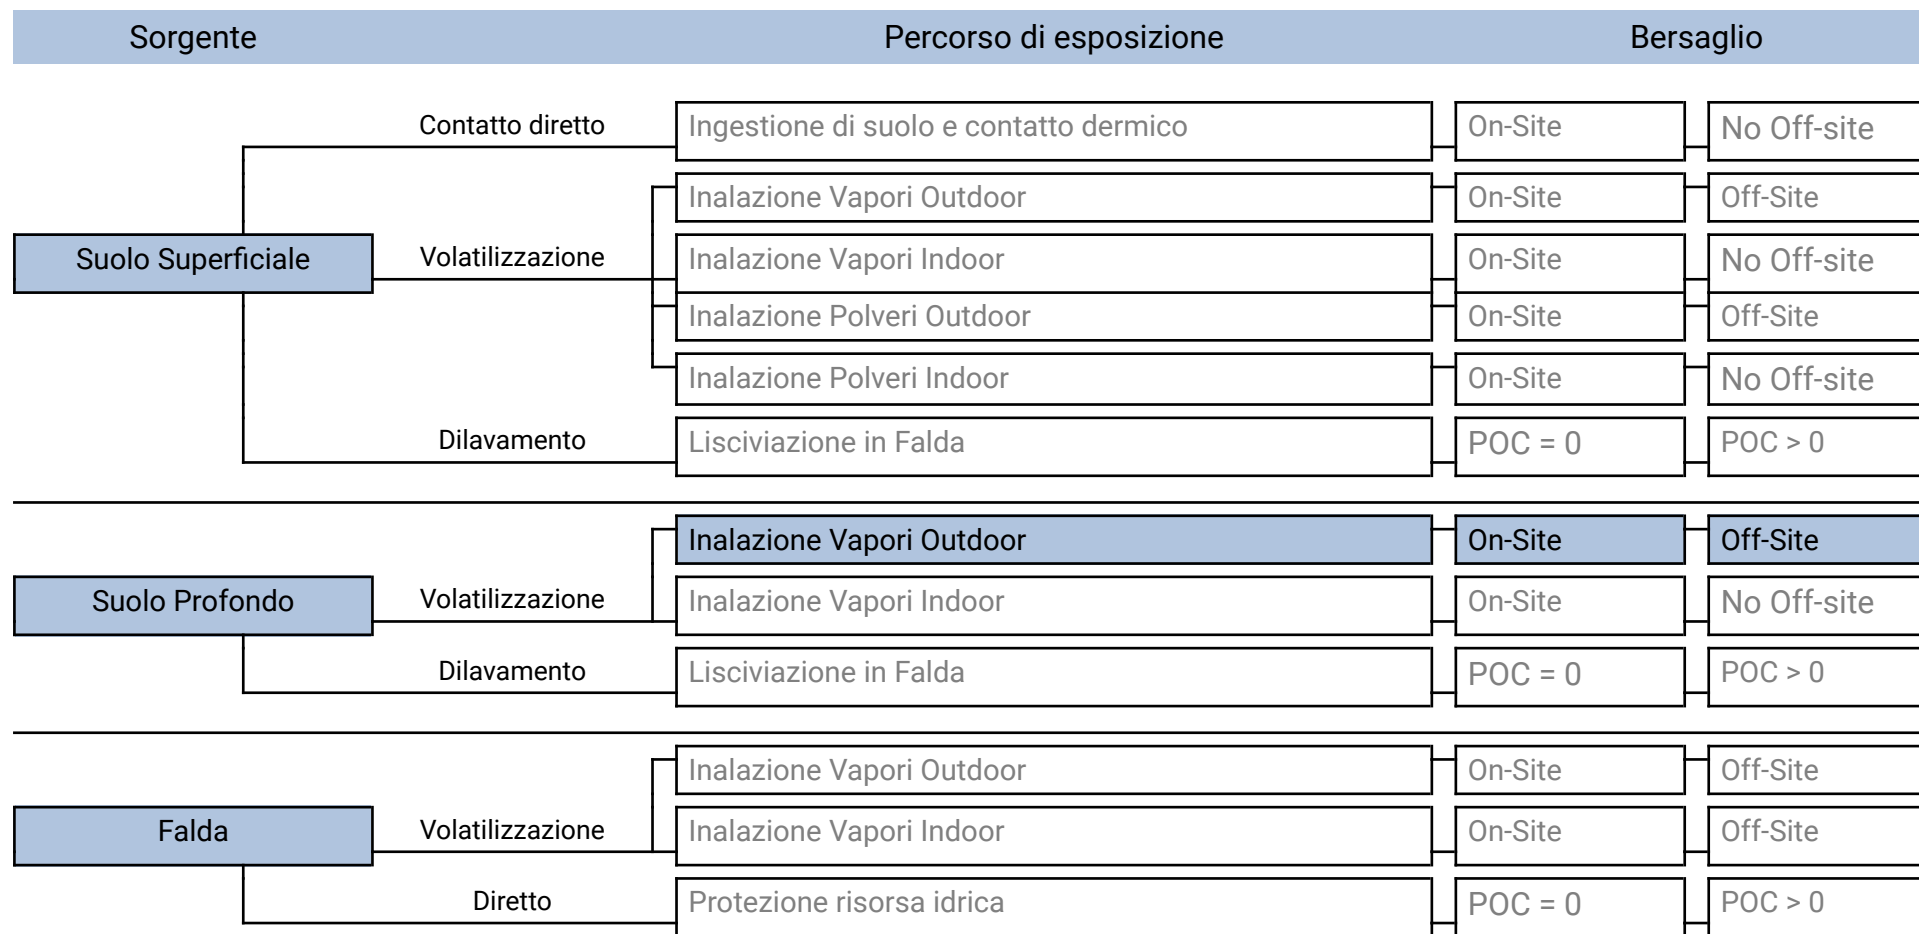 Sorgente Percorso di esposizione Bersaglio
Contatto diretto Ingestione di suolo e contatto dermico On-Site No Off-site
Inalazione Vapori Outdoor On-Site Off-Site
Suolo Superficiale Volatilizzazione Inalazione Vapori Indoor On-Site No Off-site
Inalazione Polveri Outdoor On-Site Off-Site
Inalazione Polveri Indoor On-Site No Off-site
Dilavamento Lisciviazione in Falda POC = 0 POC > 0
Inalazione Vapori Outdoor On-Site Off-Site
Suolo Profondo Volatilizzazione Inalazione Vapori Indoor On-Site No Off-site
Dilavamento Lisciviazione in Falda POC = 0 POC > 0
Inalazione Vapori Outdoor On-Site Off-Site
Falda Volatilizzazione Inalazione Vapori Indoor On-Site Off-Site
Diretto Protezione risorsa idrica POC = 0 POC > 0